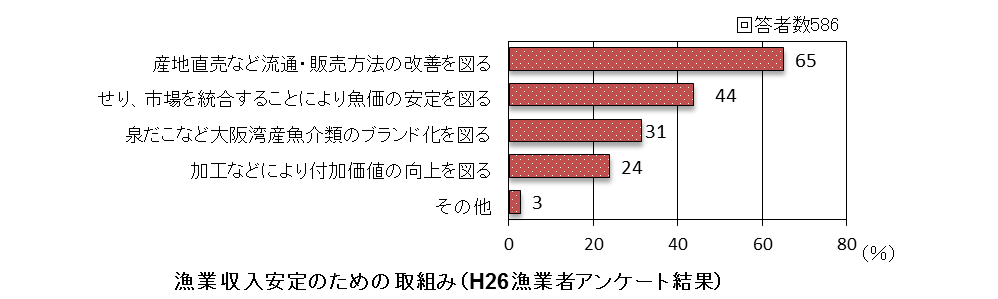 回答者数586
産地直売など流通・販売方法の改善を図る 65
せり、市場を統合することにより魚価の安定を図る 44
泉だこなど大阪湾産魚介類のブランド化を図る 31
加工などにより付加価値の向上を図る 24
その他 3
0 20 40 60 80
(%)
漁業収入安定のための取組み(H26漁業者アンケート結果)